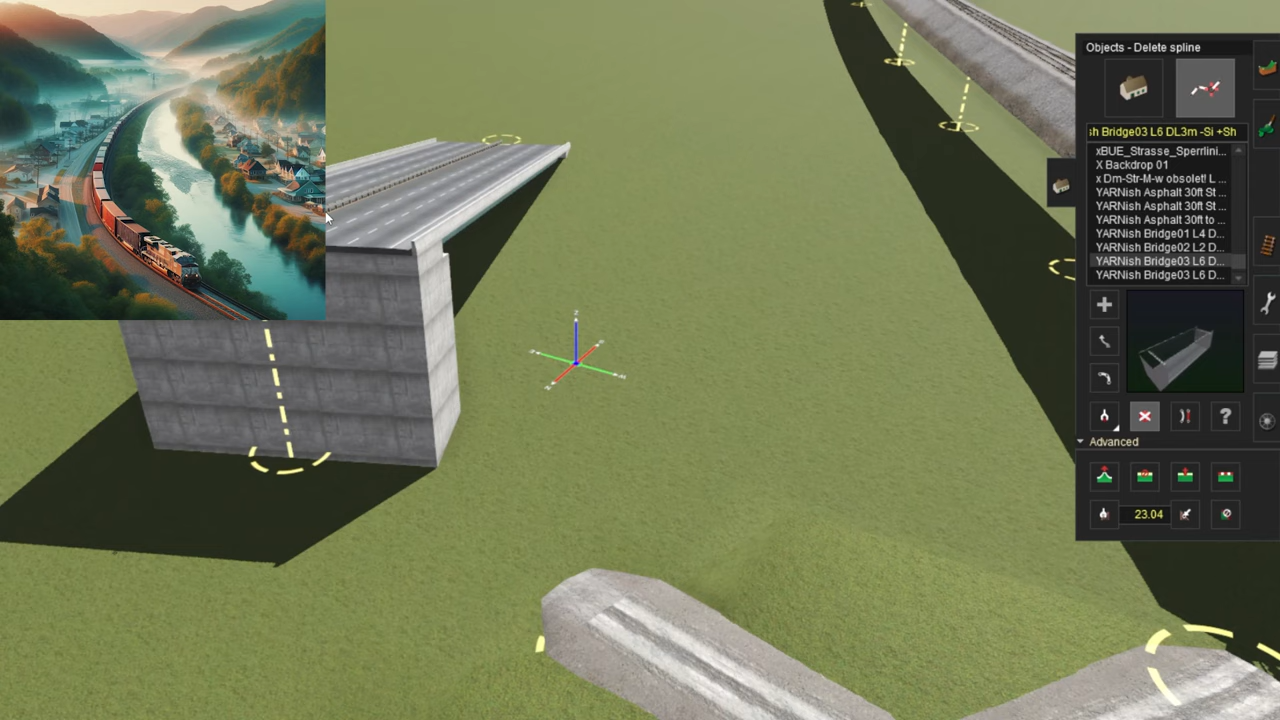 Objects - Delete spline
sh Bridge03 L6 DL3m -Si +Sh
xBUE_Strasse_Sperrlini...
X Backdrop 01
x Dm-Str-M-w obsolet! L ...
YARNish Asphalt 30ft St ...
YARNish Asphalt 30ft St ...
YARNish Asphalt 30ft to ...
YARNish Bridge01 L4 D...
YARNish Bridge02 L2 D...
YARNish Bridge03 L6 D...
YARNish Bridge03 L6 D...
?
Advanced
23.04
Z